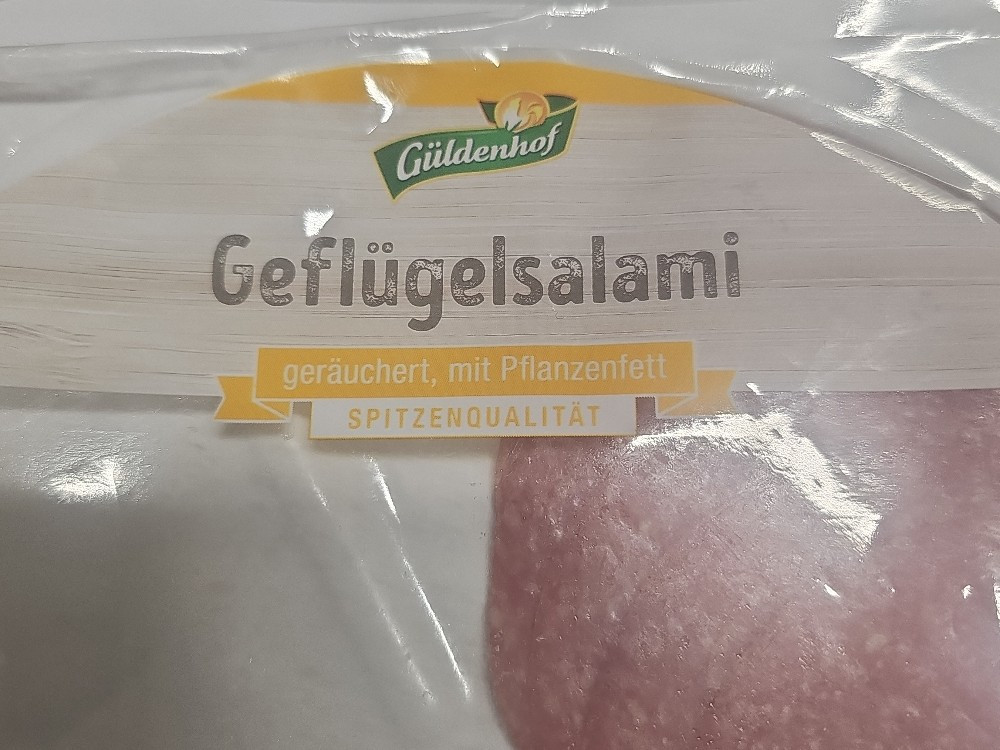 Güldenhof
Geflügelsalami
geräuchert, mit Pflanzenfett
SPITZENQUALITÄT